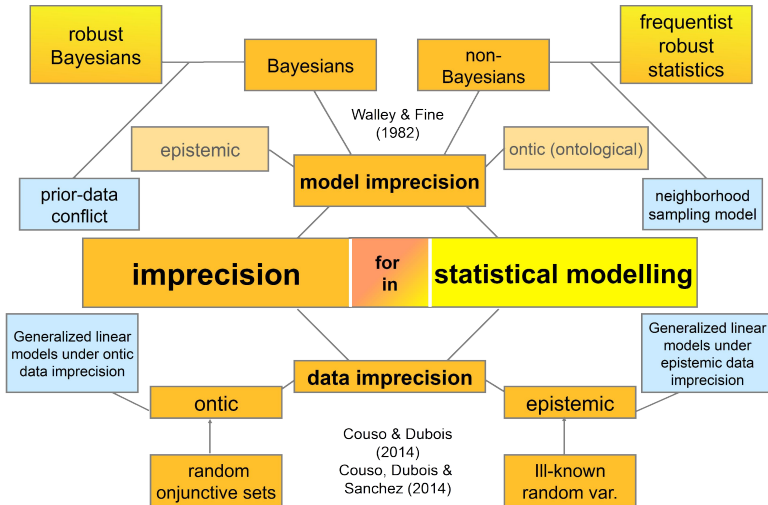 robust
Bayesians
Bayesians
non-
Bayesians
frequentist
robust
statistics
Walley & Fine
(1982)
epistemic
ontic (ontological)
model imprecision
prior-data
conflict
neighborhood
sampling model
imprecision
for
in
statistical modelling
Generalized linear
models under ontic
data imprecision
Generalized linear
models under
epistemic data
imprecision
data imprecision
ontic
epistemic
Couso & Dubois
(2014)
Couso, Dubois &
Sanchez (2014)
random
onjunctive sets
Ill-known
random var.